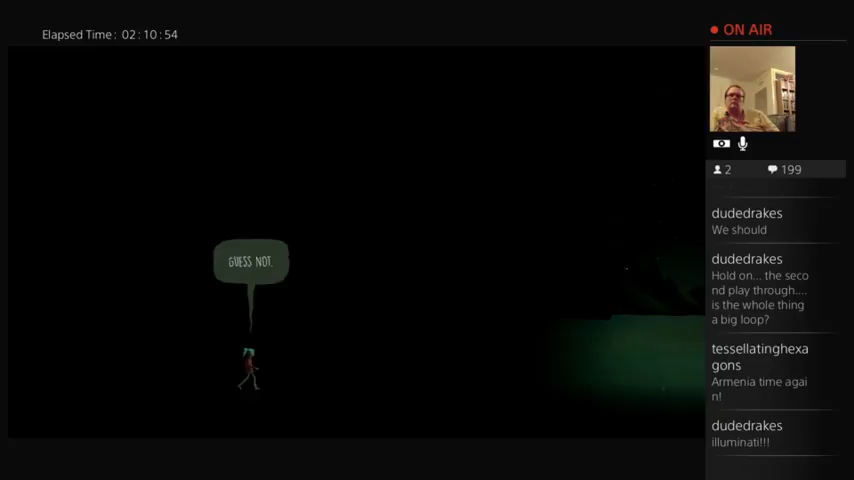 Elapsed Time: 02:10:54
ON AIR
2
199
GUESS NOT.
dudedrakes
We should
dudedrakes
Hold on... the seco
nd play through....
is the whole thing
a big loop?
tessellatinghexa
gons
Armenia time agai
n!
dudedrakes
illuminati!!!